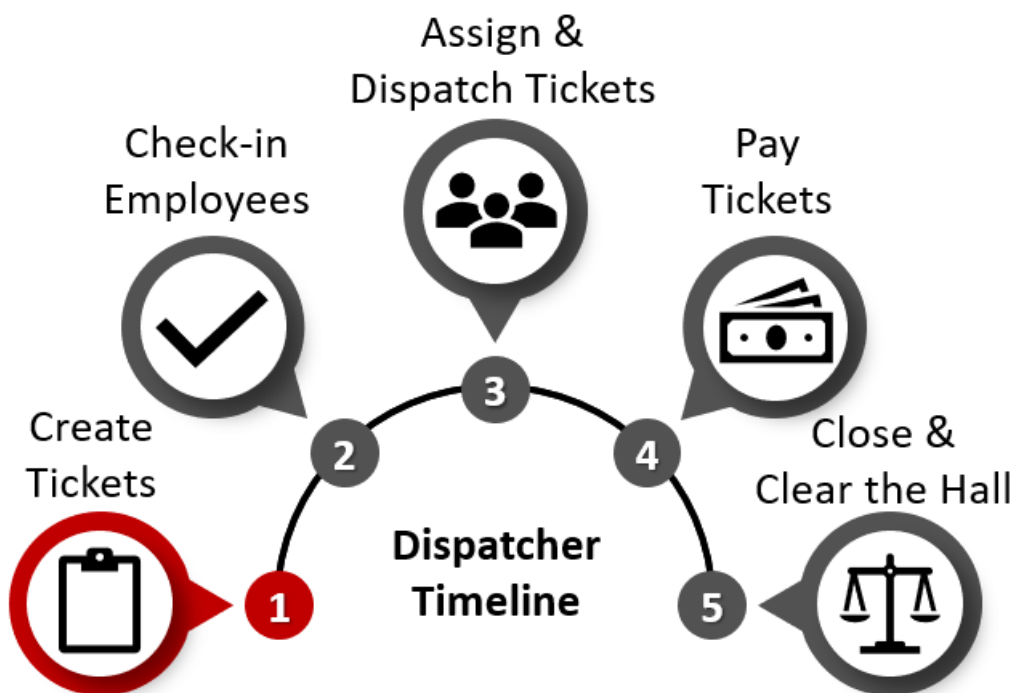 Create
Tickets
1
Check-in
Employees
2
Assign &
Dispatch Tickets
3
Pay
Tickets
4
Close &
Clear the Hall
5
Dispatcher
Timeline